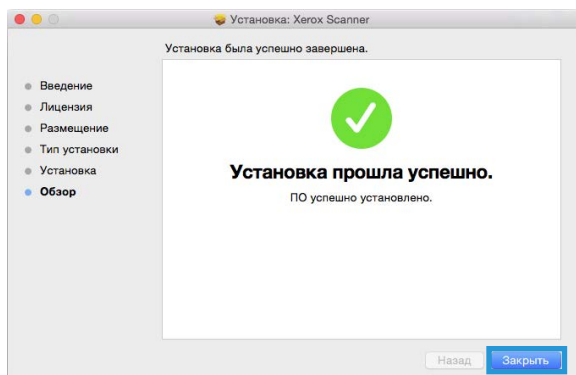 Установка: Xerox Scanner
Установка была успешно завершена.
Введение
Лицензия
Размещение
Тип установки
Установка
Обзор
Установка прошла успешно.
ПО успешно установлено.
Назад
Закрыть